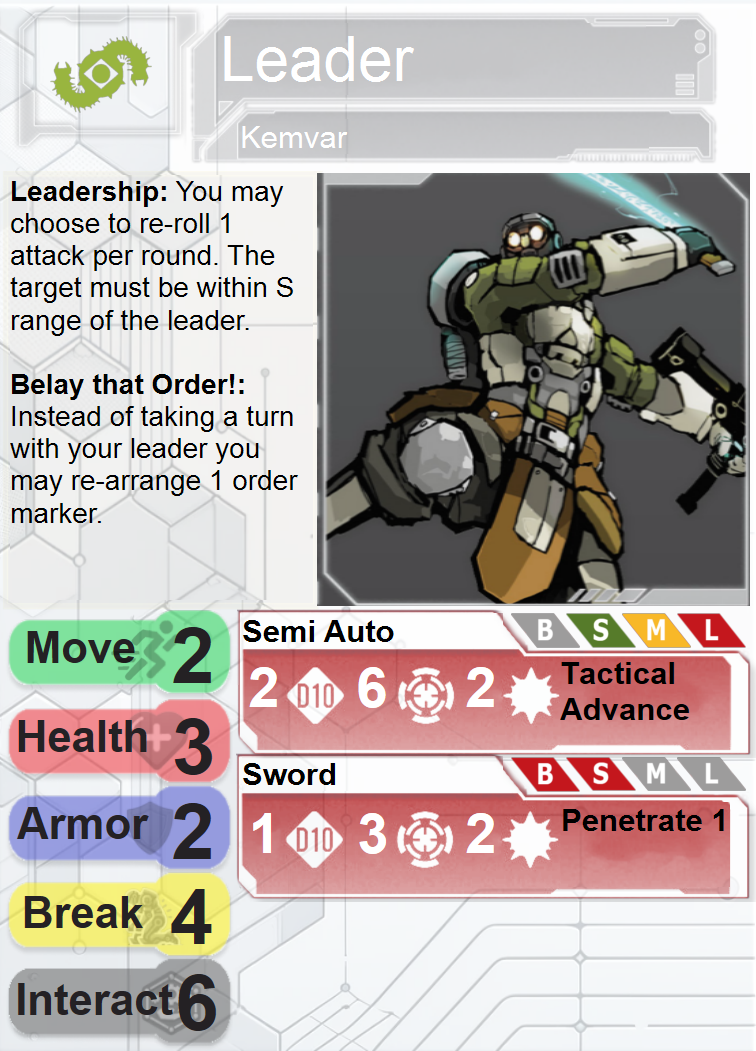 Leader
Kemvar
Leadership: You may
choose to re-roll 1
attack per round. The
target must be within S
range of the leader.
Belay that Order!:
Instead of taking a turn
with your leader you
may re-arrange 1 order
marker.
Move 2
Health 3
Armor 2
Break 4
Interact 6
Semi Auto B S M L
2 D10 6 2 Tactical
Advance
Sword B S M L
1 D10 3 2 Penetrate 1